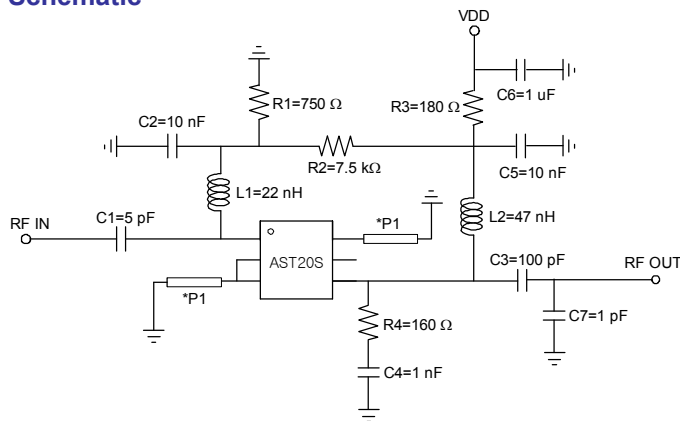 Schematic
VDD
C6=1 uF
R1=750 Ω
R3=180 Ω
C2=10 nF
R2=7.5 kΩ
C5=10 nF
L1=22 nH
L2=47 nH
RF IN
C1=5 pF
*P1
AST20S
C3=100 pF
RF OUT
*P1
R4=160 Ω
C7=1 pF
C4=1 nF